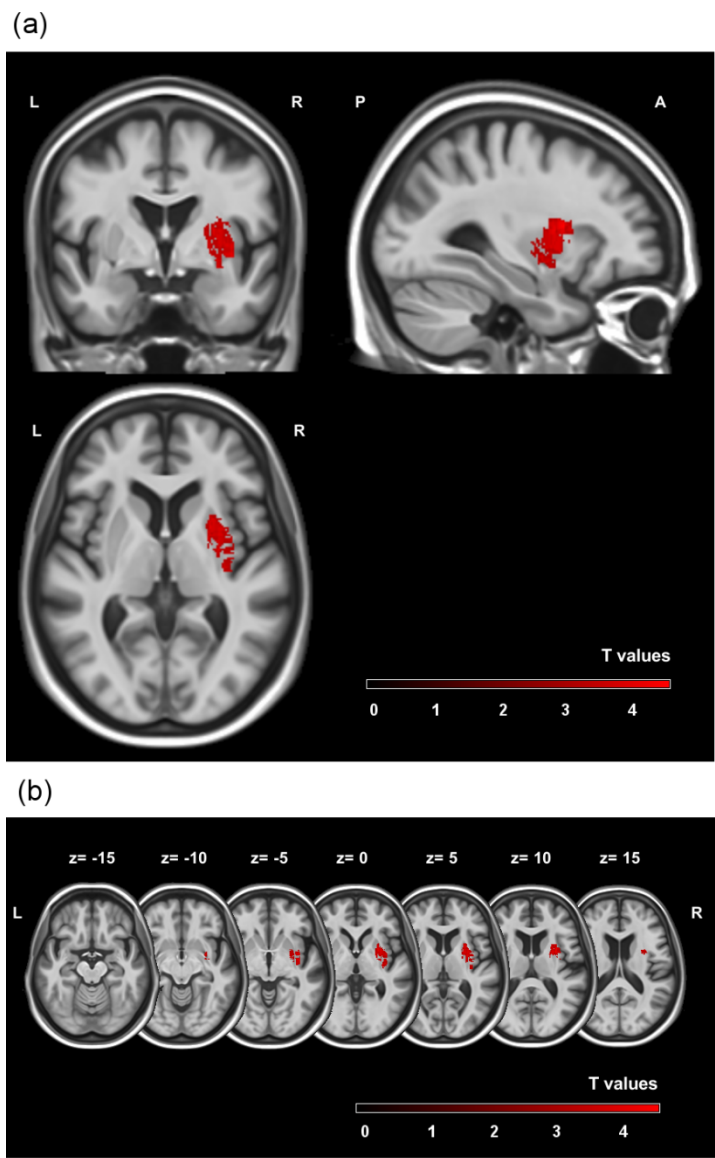 (a)
L R P A
L R
T values
0 1 2 3 4
(b)
z= -15 z= -10 z= -5 z= 0 z= 5 z= 10 z= 15
L R
T values
0 1 2 3 4